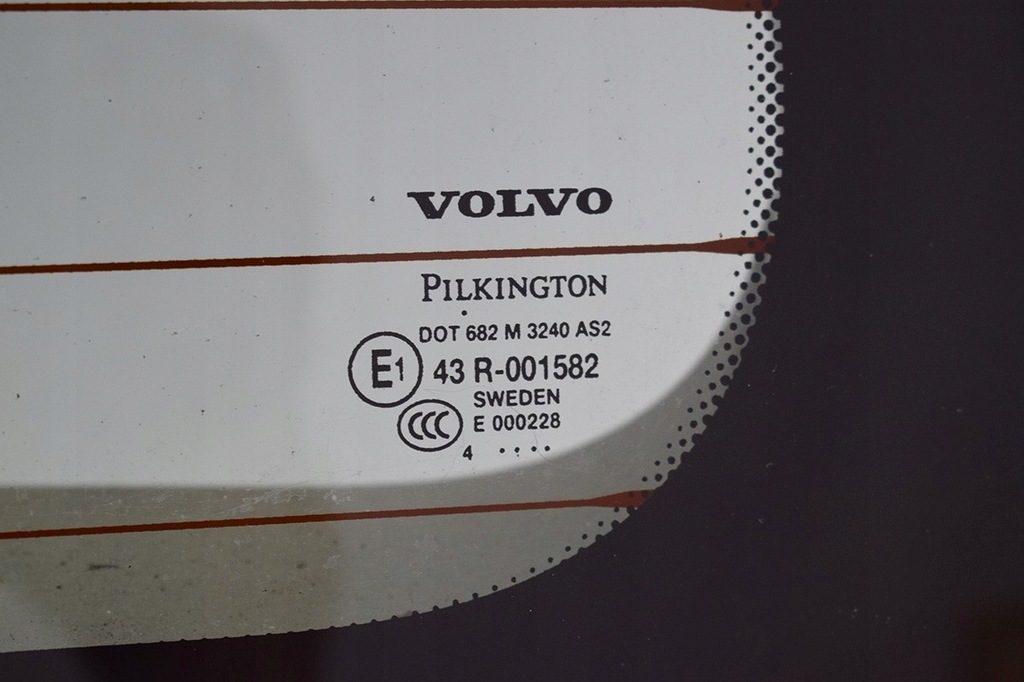 VOLVO
PILKINGTON
DOT 682 M 3240 AS2
E1 43 R-001582
SWEDEN
CCC E 000228
4 ....